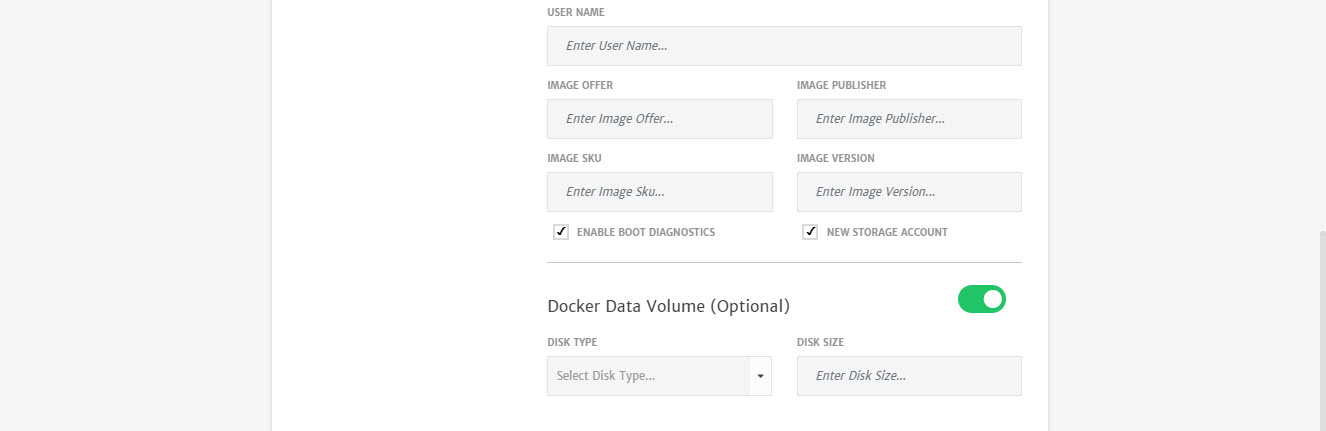 USER NAME
Enter User Name...
IMAGE OFFER
IMAGE PUBLISHER
Enter Image Offer...
Enter Image Publisher...
IMAGE SKU
IMAGE VERSION
Enter Image Sku...
Enter Image Version...
ENABLE BOOT DIAGNOSTICS
NEW STORAGE ACCOUNT
Docker Data Volume (Optional)
DISK TYPE
DISK SIZE
Select Disk Type...
Enter Disk Size...